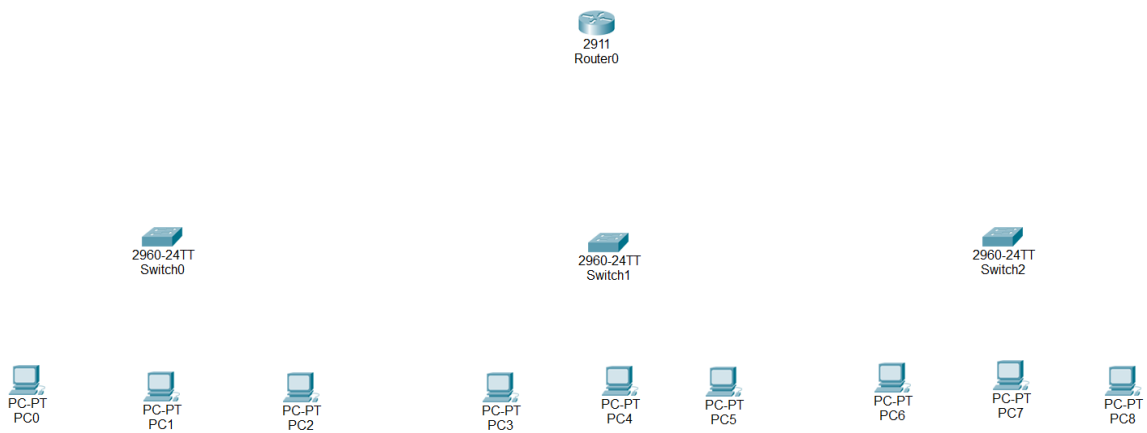 2911
Router0
2960-24TT
Switch0
2960-24TT
Switch1
2960-24TT
Switch2
PC-PT
PC0
PC-PT
PC1
PC-PT
PC2
PC-PT
PC3
PC-PT
PC4
PC-PT
PC5
PC-PT
PC6
PC-PT
PC7
PC-PT
PC8